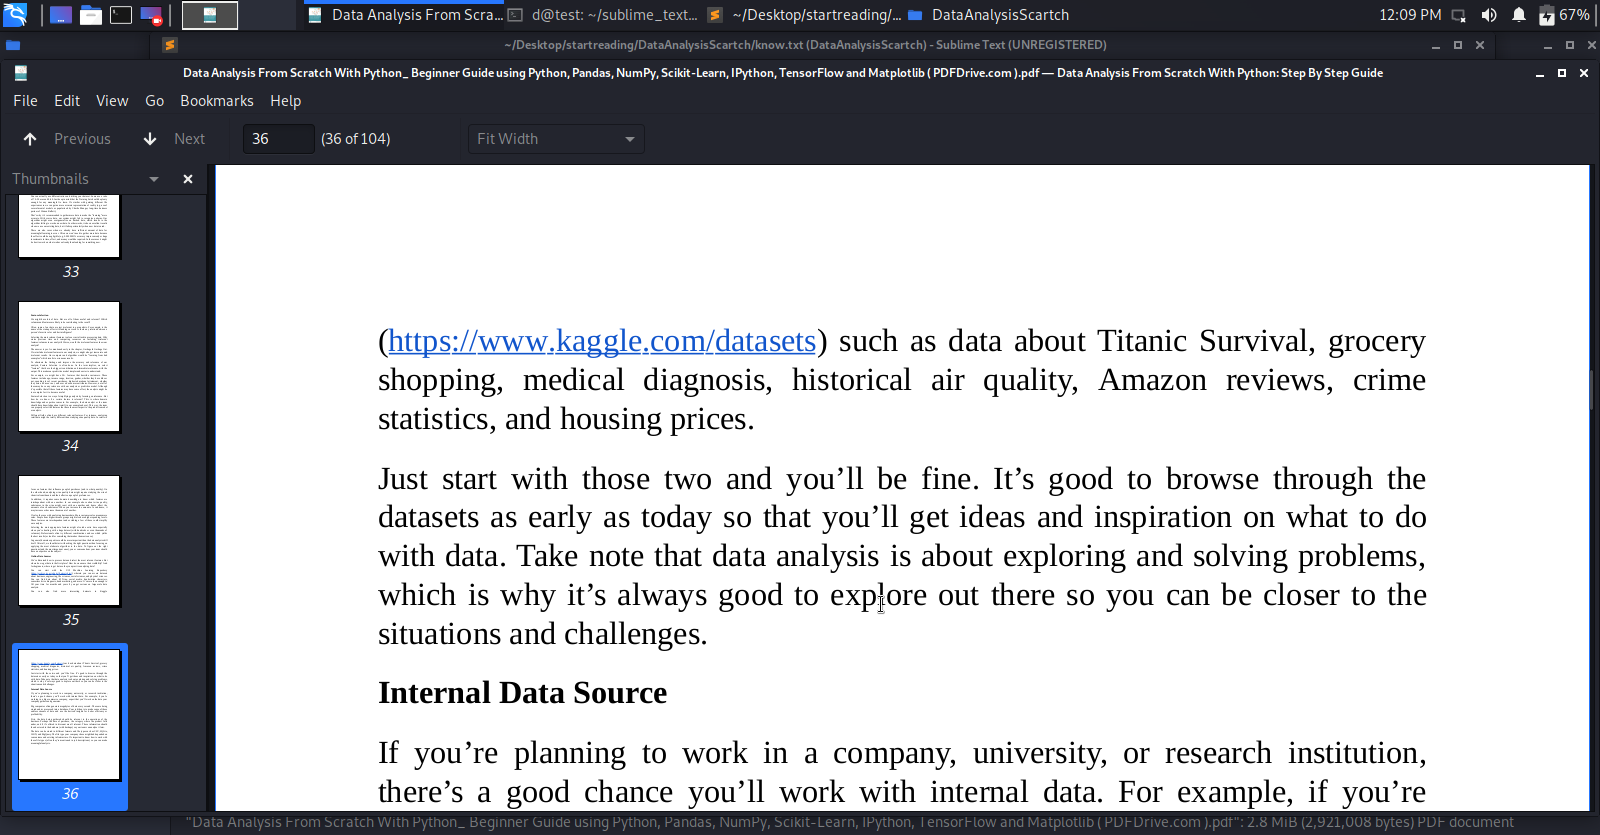 Data Analysis From Scra...
d@test: ~/sublime_text...
~/Desktop/startreading/...
DataAnalysisScartch
12:09 PM
67%
~/Desktop/startreading/DataAnalysisScartch/know.txt (DataAnalysisScartch) - Sublime Text (UNREGISTERED)
Data Analysis From Scratch With Python_ Beginner Guide using Python, Pandas, NumPy, Scikit-Learn, IPython, TensorFlow and Matplotlib ( PDFDrive.com ).pdf — Data Analysis From Scratch With Python: Step By Step Guide
File Edit View Go Bookmarks Help
Previous Next 36 (36 of 104) Fit Width
Thumbnails
33
34
35
36
(https://www.kaggle.com/datasets) such as data about Titanic Survival, grocery
shopping, medical diagnosis, historical air quality, Amazon reviews, crime
statistics, and housing prices.
Just start with those two and you’ll be fine. It’s good to browse through the
datasets as early as today so that you’ll get ideas and inspiration on what to do
with data. Take note that data analysis is about exploring and solving problems,
which is why it’s always good to explore out there so you can be closer to the
situations and challenges.
Internal Data Source
If you’re planning to work in a company, university, or research institution,
there’s a good chance you’ll work with internal data. For example, if you’re
"Data Analysis From Scratch With Python_ Beginner Guide using Python, Pandas, NumPy, Scikit-Learn, IPython, TensorFlow and Matplotlib ( PDFDrive.com ).pdf": 2.8 MiB (2,921,008 bytes) PDF document